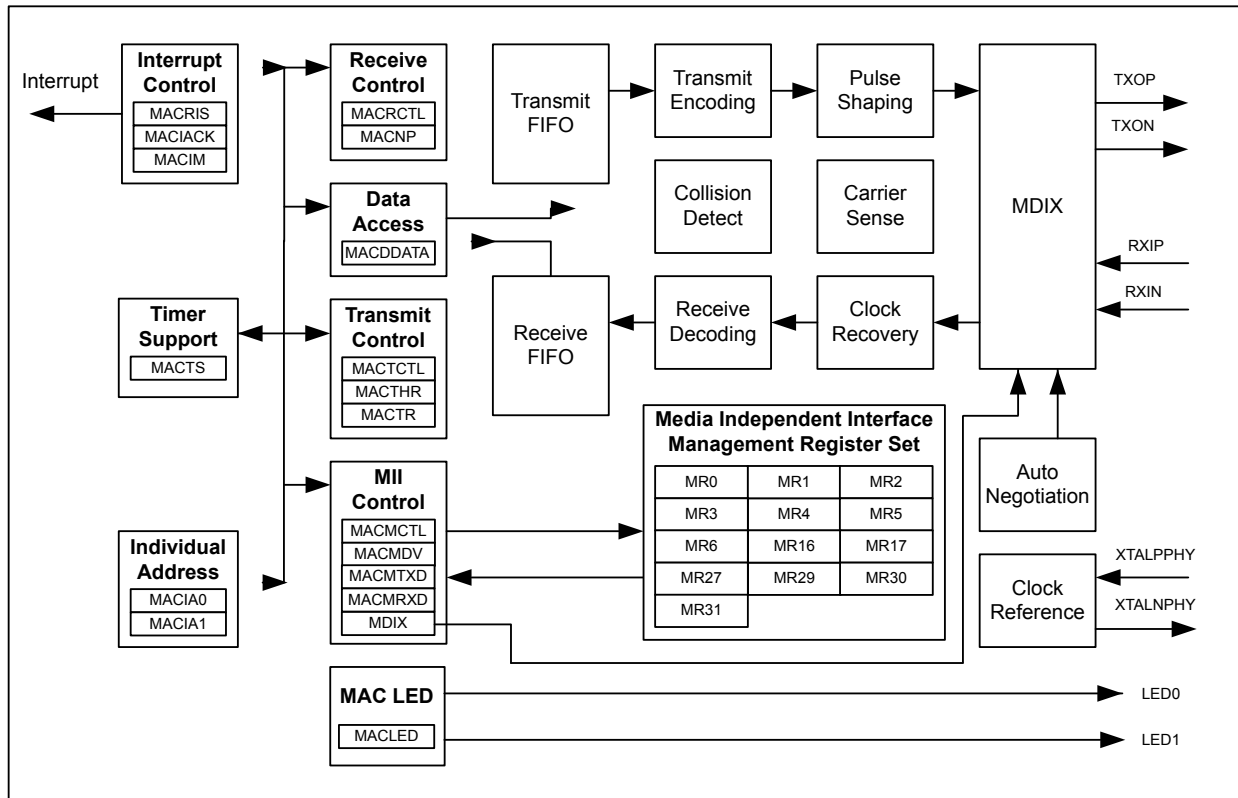 Interrupt
Interrupt
Control
MACRIS
MACIACK
MACIM
Receive
Control
MACRCTL
MACNP
Transmit
FIFO
Transmit
Encoding
Pulse
Shaping
MDIX
TXOP
TXON
Data
Access
MACDDATA
Collision
Detect
Carrier
Sense
RXIP
RXIN
Timer
Support
MACTS
Transmit
Control
MACTCTL
MACTHR
MACTR
Receive
FIFO
Receive
Decoding
Clock
Recovery
Media Independent Interface
Management Register Set
MR0 MR1 MR2
MR3 MR4 MR5
MR6 MR16 MR17
MR27 MR29 MR30
MR31
Auto
Negotiation
MII
Control
MACMCTL
MACMDV
MACMTXD
MACMRXD
MDIX
Individual
Address
MACIA0
MACIA1
Clock
Reference
XTALPPHY
XTALNPHY
MAC LED
MACLED
LED0
LED1